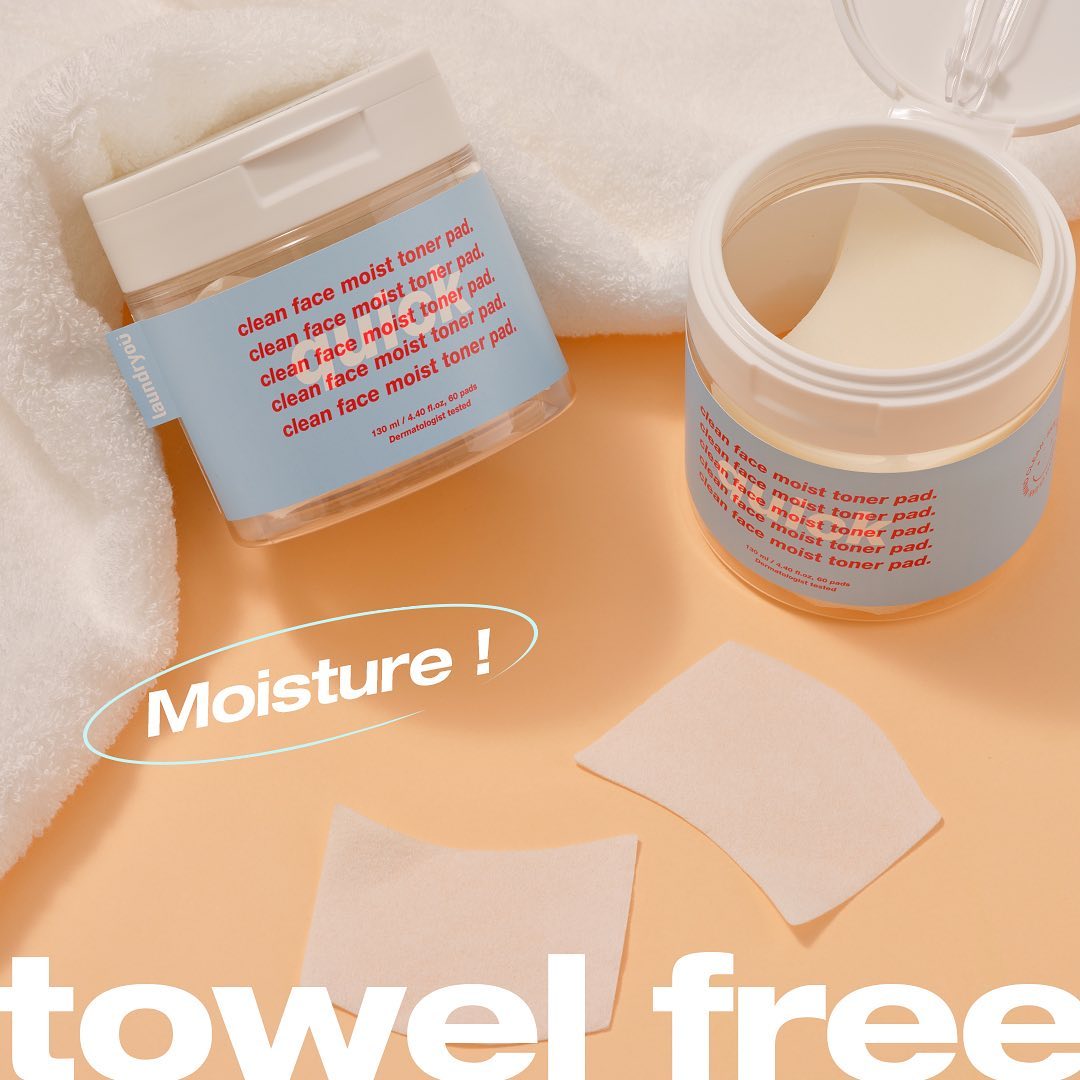 clean face moist toner pad.
clean face moist toner pad.
clean face moist toner pad.
clean face moist toner pad.
clean face moist toner pad.
quick
130 ml / 4.40 fl.oz, 60 pads
Dermatologist tested
laundryou
clean face moist toner pad.
clean face moist toner pad.
clean face moist toner pad.
clean face moist toner pad.
clean face moist toner pad.
quick
130 ml / 4.40 fl.oz, 60 pads
Dermatologist tested
Moisture !
towel free